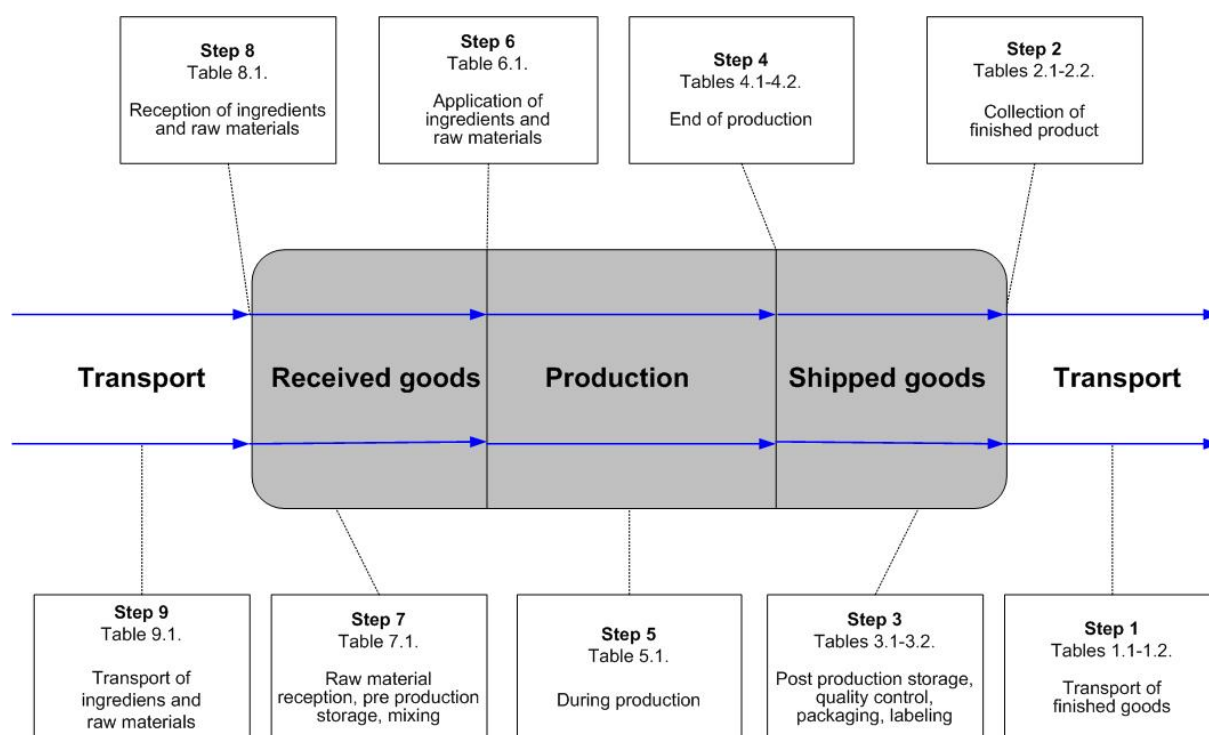 Step 8
Table 8.1.
Reception of ingredients
and raw materials
Step 6
Table 6.1.
Application of
ingredients and
raw materials
Step 4
Tables 4.1-4.2.
End of production
Step 2
Tables 2.1-2.2.
Collection of
finished product
Transport
Received goods
Production
Shipped goods
Transport
Step 9
Table 9.1.
Transport of
ingrediens and
raw materials
Step 7
Table 7.1.
Raw material
reception, pre production
storage, mixing
Step 5
Table 5.1.
During production
Step 3
Tables 3.1-3.2.
Post production storage,
quality control,
packaging, labeling
Step 1
Tables 1.1-1.2.
Transport of
finished goods